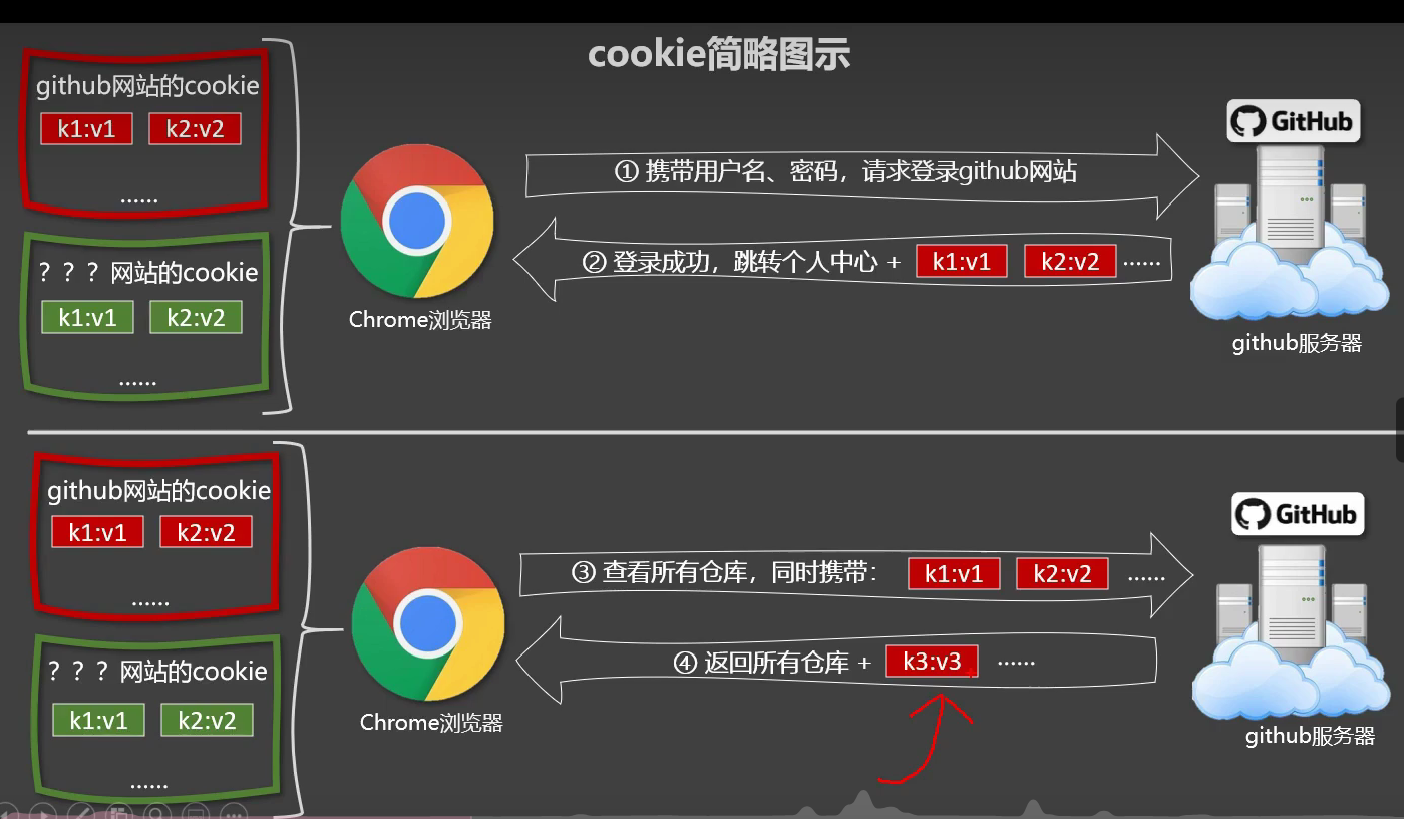 cookie简略图示
github网站的cookie
k1:v1 k2:v2
......
? ? ? 网站的cookie
k1:v1 k2:v2
......
Chrome浏览器
① 携带用户名、密码，请求登录github网站
② 登录成功，跳转个人中心 + k1:v1 k2:v2 ......
GitHub
github服务器
github网站的cookie
k1:v1 k2:v2
......
? ? ? 网站的cookie
k1:v1 k2:v2
......
Chrome浏览器
③ 查看所有仓库，同时携带： k1:v1 k2:v2 ......
④ 返回所有仓库 + k3:v3 ......
GitHub
github服务器